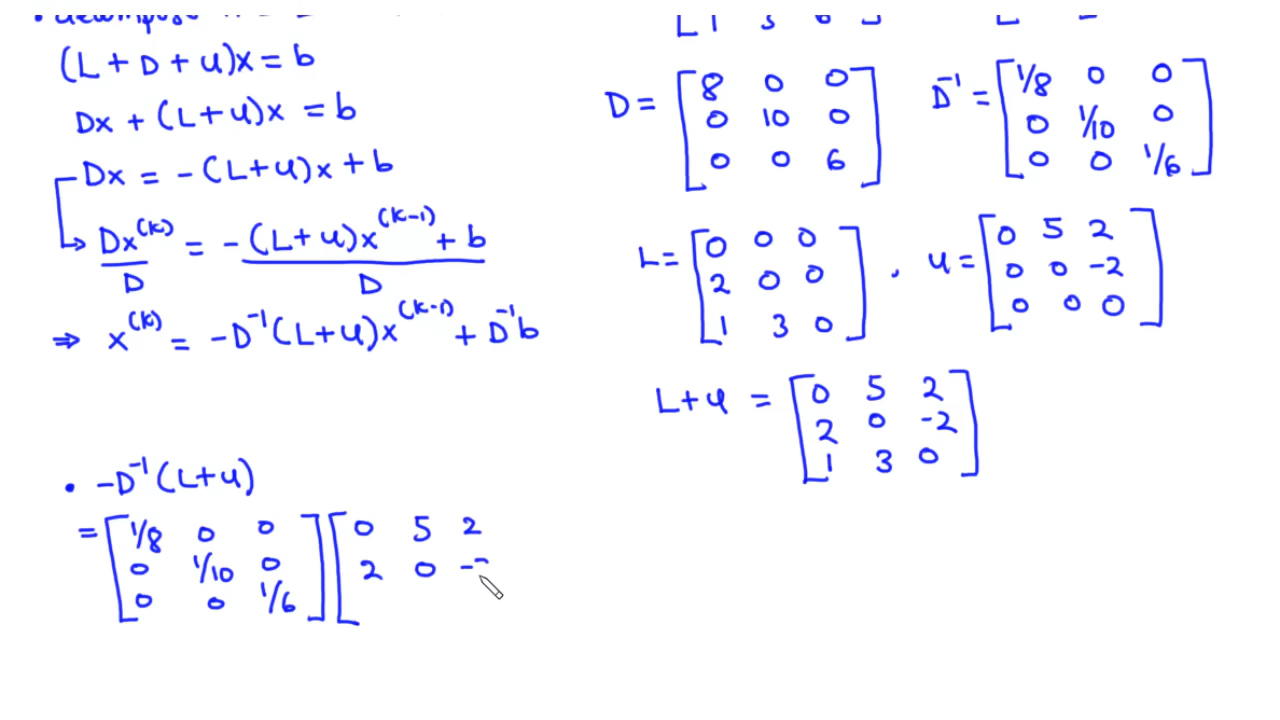 (L + D + U)x = b
Dx + (L+U)x = b
Dx = -(L+U)x + b
Dx^(k) / D = (-(L+U)x^(k-1) + b) / D
⇒ x^(k) = -D⁻¹(L+U)x^(k-1) + D⁻¹b
• -D⁻¹(L+U)
= [1/8 0 0] [0 5 2
[0 1/10 0] [2 0 -
[0 0 1/6] [
L 1 3
D = [8 0 0]
[0 10 0]
[0 0 6]
D⁻¹ = [1/8 0 0]
[0 1/10 0]
[0 0 1/6]
L = [0 0 0]
[2 0 0]
[1 3 0]
, U = [0 5 2]
[0 0 -2]
[0 0 0]
L+U = [0 5 2]
[2 0 -2]
[1 3 0]